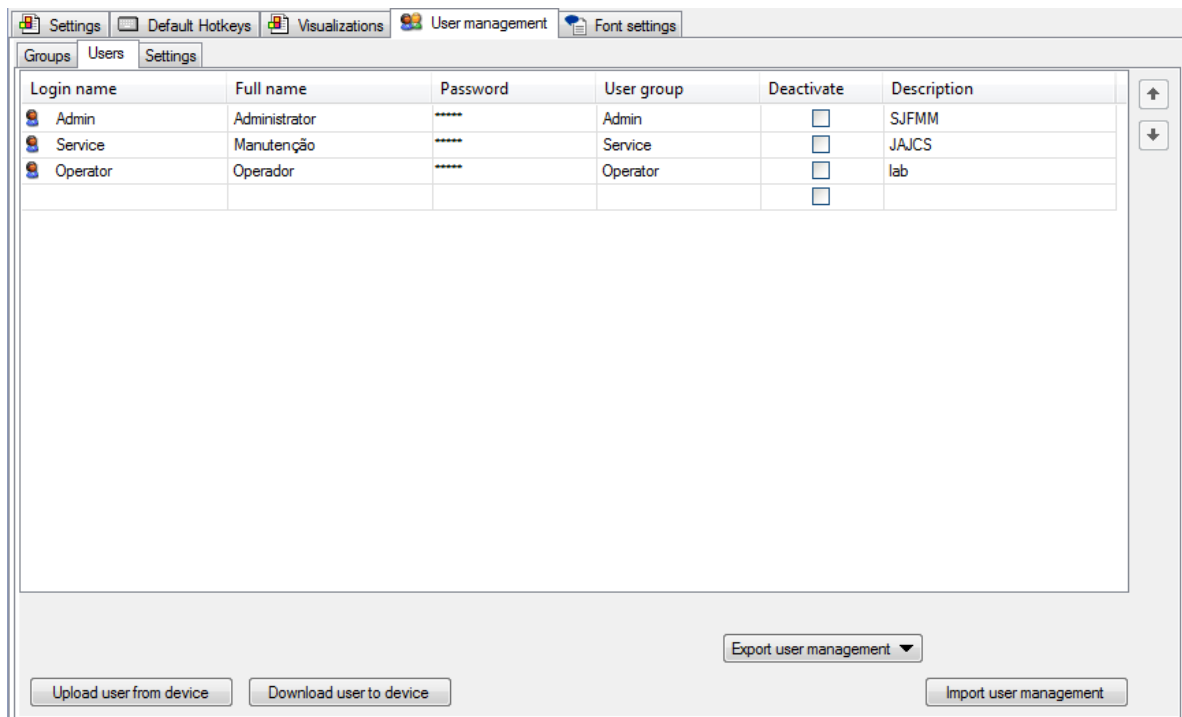 Settings Default Hotkeys Visualizations User management Font settings
Groups Users Settings
Login name Full name Password User group Deactivate Description
Admin Administrator ***** Admin SJFMM
Service Manutenção ***** Service JAJCS
Operator Operador ***** Operator lab
Export user management
Upload user from device Download user to device Import user management